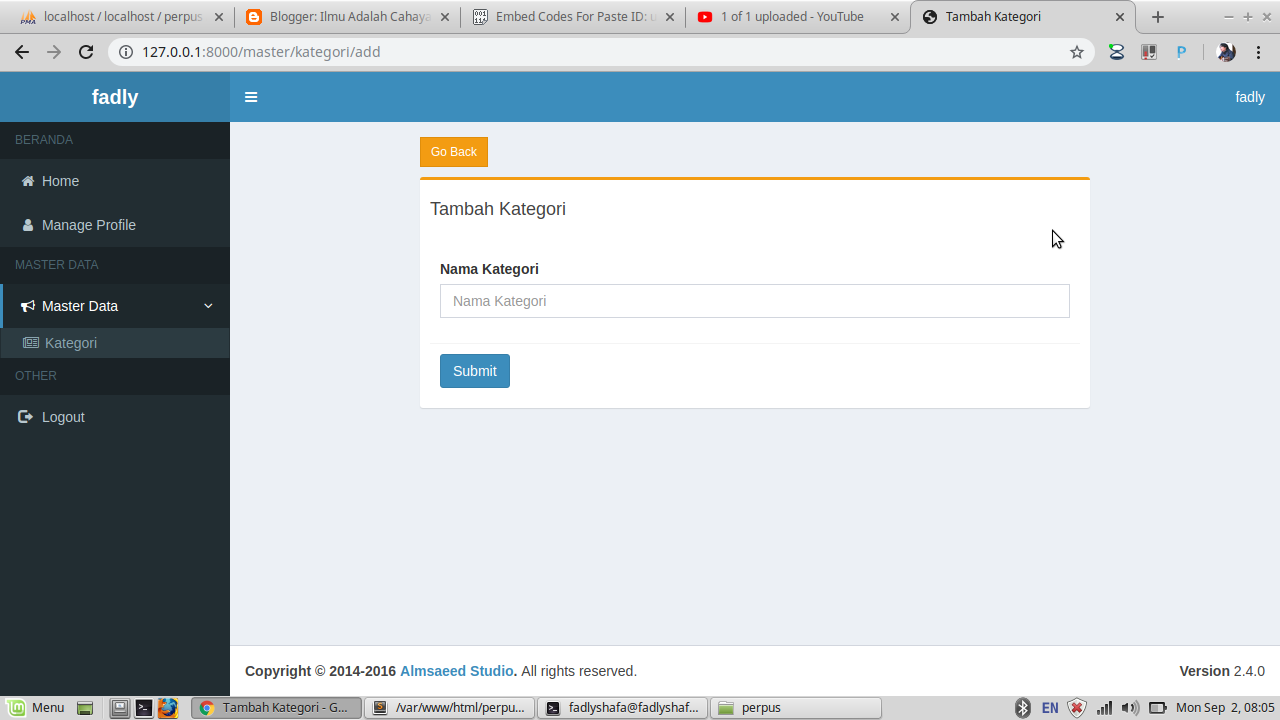 localhost / localhost / perpus
Blogger: Ilmu Adalah Cahaya
Embed Codes For Paste ID:
1 of 1 uploaded - YouTube
Tambah Kategori
127.0.0.1:8000/master/kategori/add
P
fadly
fadly
BERANDA
Home
Manage Profile
MASTER DATA
Master Data
Kategori
OTHER
Logout
Go Back
Tambah Kategori
Nama Kategori
Nama Kategori
Submit
Copyright © 2014-2016 Almsaeed Studio. All rights reserved.
Version 2.4.0
Menu
Tambah Kategori - G...
/var/www/html/perpu...
fadlyshafa@fadlyshaf...
perpus
EN
Mon Sep 2, 08:05